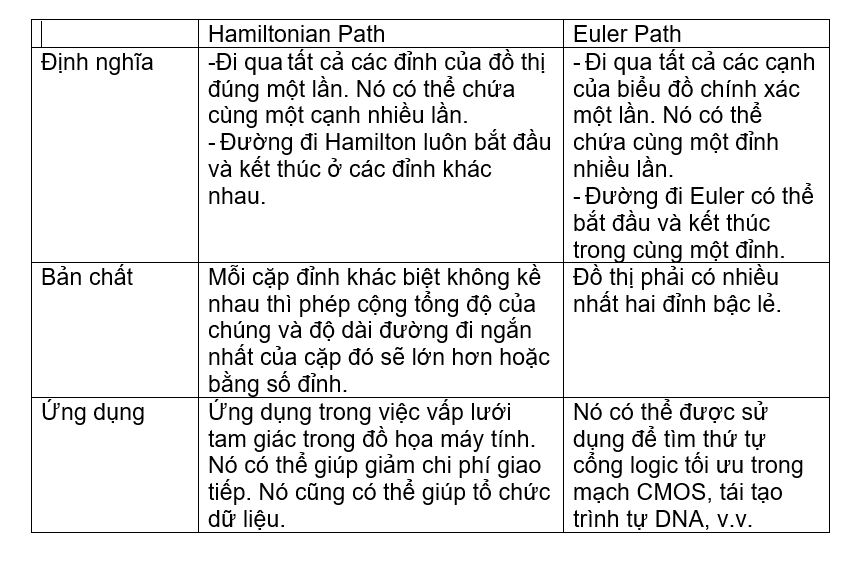 Hamiltonian Path
Euler Path
Định nghĩa
-Đi qua tất cả các đỉnh của đồ thị
đúng một lần. Nó có thể chứa
cùng một cạnh nhiều lần.
- Đường đi Hamilton luôn bắt đầu
và kết thúc ở các đỉnh khác
nhau.
- Đi qua tất cả các cạnh
của biểu đồ chính xác
một lần. Nó có thể
chứa cùng một đỉnh
nhiều lần.
- Đường đi Euler có thể
bắt đầu và kết thúc
trong cùng một đỉnh.
Bản chất
Mỗi cặp đỉnh khác biệt không kề
nhau thì phép cộng tổng độ của
chúng và độ dài đường đi ngắn
nhất của cặp đó sẽ lớn hơn hoặc
bằng số đỉnh.
Đồ thị phải có nhiều
nhất hai đỉnh bậc lẻ.
Ứng dụng
Ứng dụng trong việc vấp lưới
tam giác trong đồ họa máy tính.
Nó có thể giúp giảm chi phí giao
tiếp. Nó cũng có thể giúp tổ chức
dữ liệu.
Nó có thể được sử
dụng để tìm thứ tự
cổng logic tối ưu trong
mạch CMOS, tái tạo
trình tự DNA, v.v.